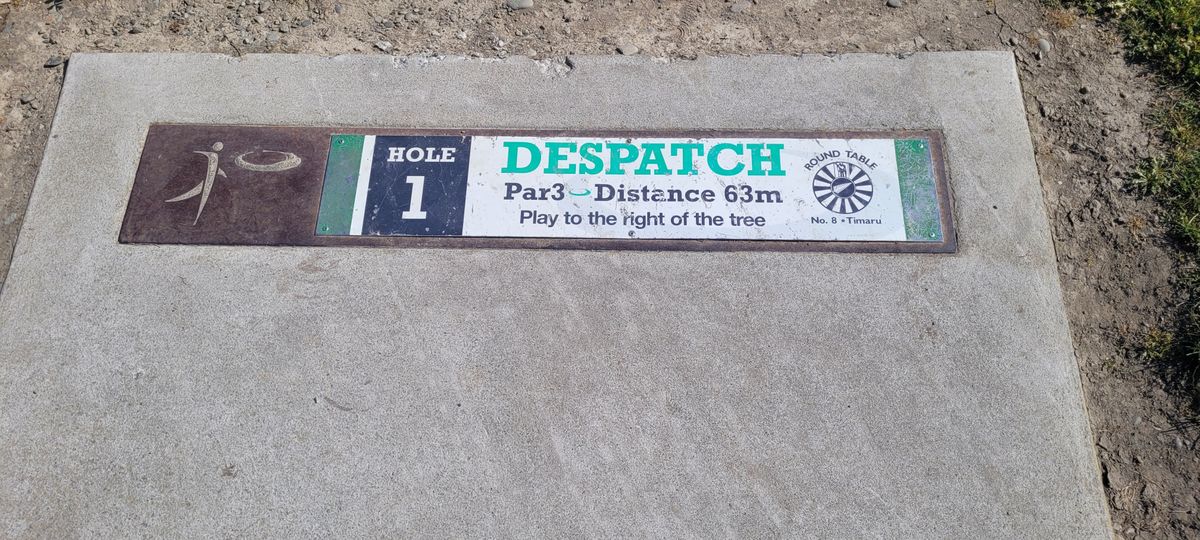 HOLE
1
DESPATCH
Par3 Distance 63m
Play to the right of the tree
ROUND TABLE
No. 8 • Timaru